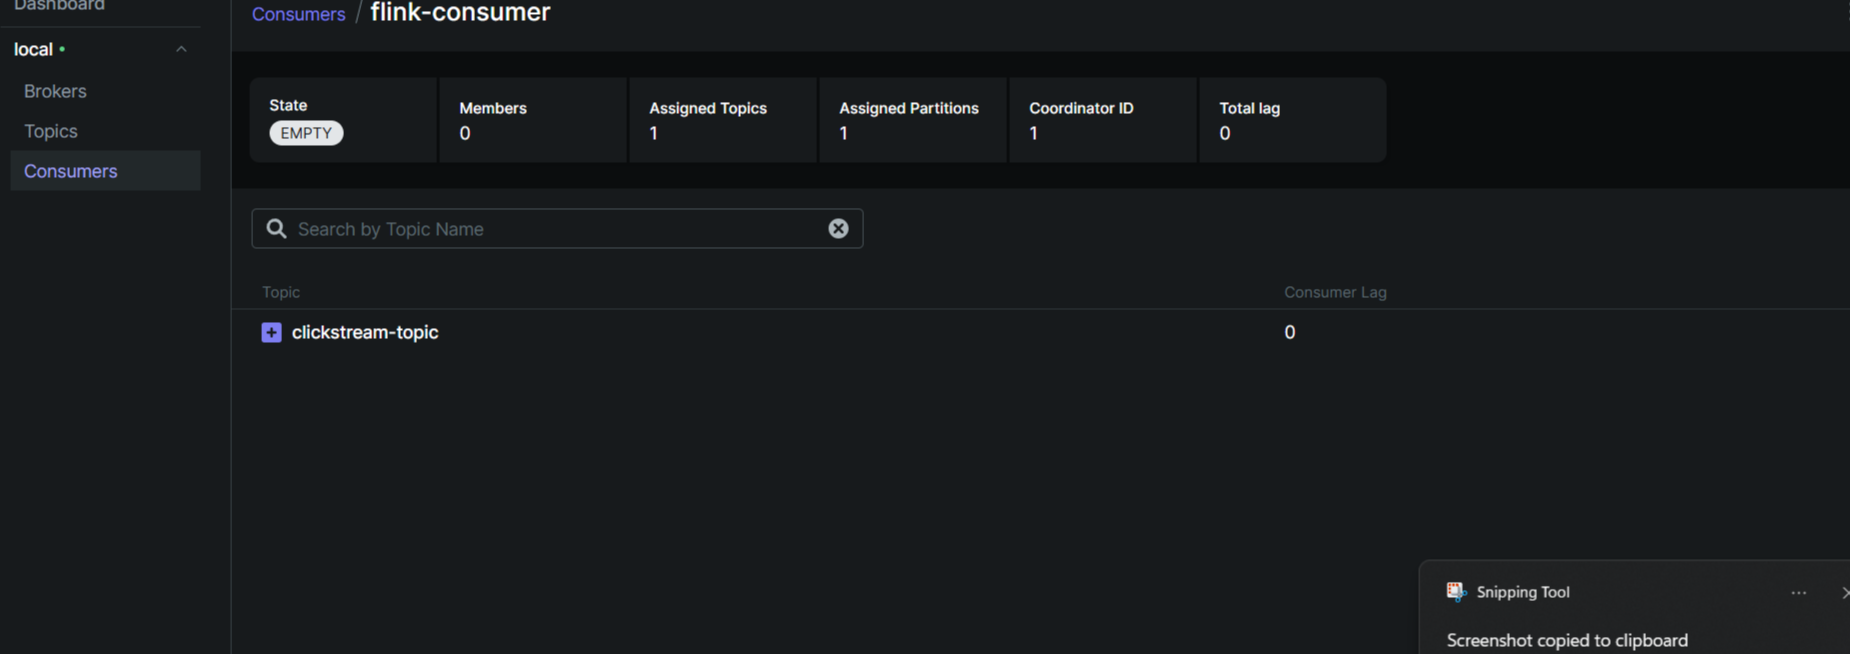 Dashboard
local
Brokers
Topics
Consumers
Consumers / flink-consumer
State
EMPTY
Members
0
Assigned Topics
1
Assigned Partitions
1
Coordinator ID
1
Total lag
0
Search by Topic Name
Topic Consumer Lag
clickstream-topic 0
Snipping Tool
Screenshot copied to clipboard